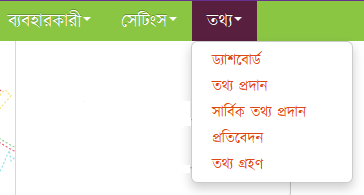 ব্যবহারকারী সেটিংস তথ্য
ড্যাশবোর্ড
তথ্য প্রদান
সার্বিক তথ্য প্রদান
প্রতিবেদন
তথ্য গ্রহণ